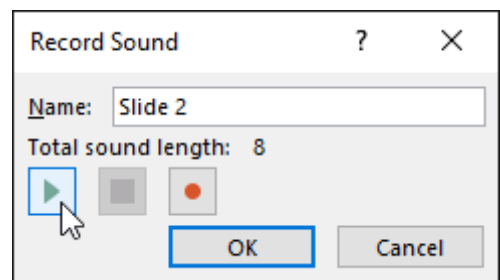 Record Sound ? ×
Name: Slide 2
Total sound length: 8
OK Cancel